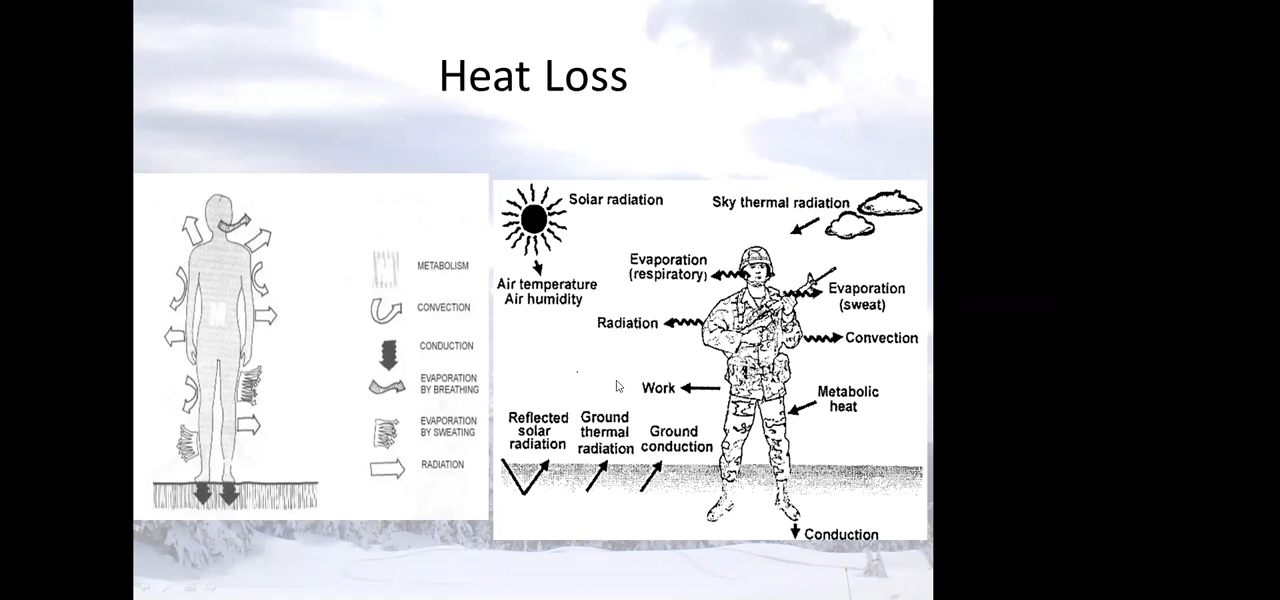 Heat Loss
METABOLISM
CONVECTION
CONDUCTION
EVAPORATION
BY BREATHING
EVAPORATION
BY SWEATING
RADIATION
Solar radiation
Sky thermal radiation
Evaporation
(respiratory)
Air temperature
Air humidity
Evaporation
(sweat)
Radiation
Convection
Work
Metabolic
heat
Reflected
solar
radiation
Ground
thermal
radiation
Ground
conduction
Conduction